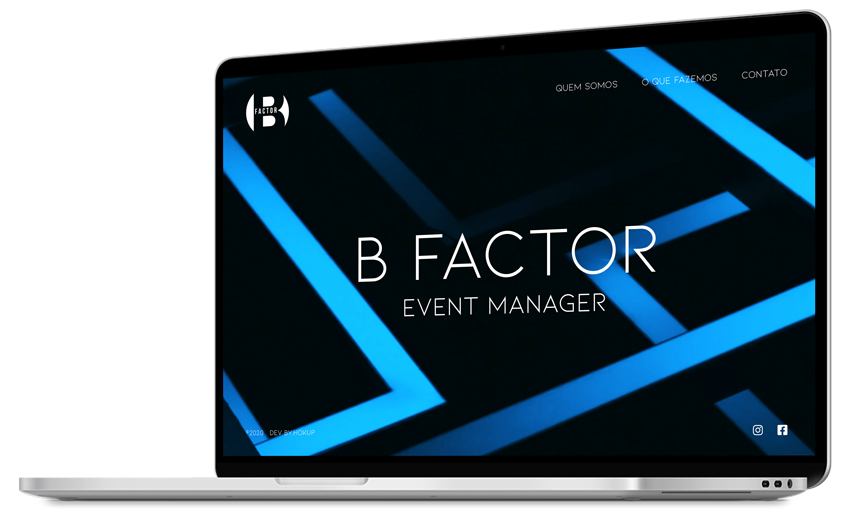 B
FACTOR
QUEM SOMOS
O QUE FAZEMOS
CONTATO
B FACTOR
EVENT MANAGER
©2020 DEV BY HOKUP